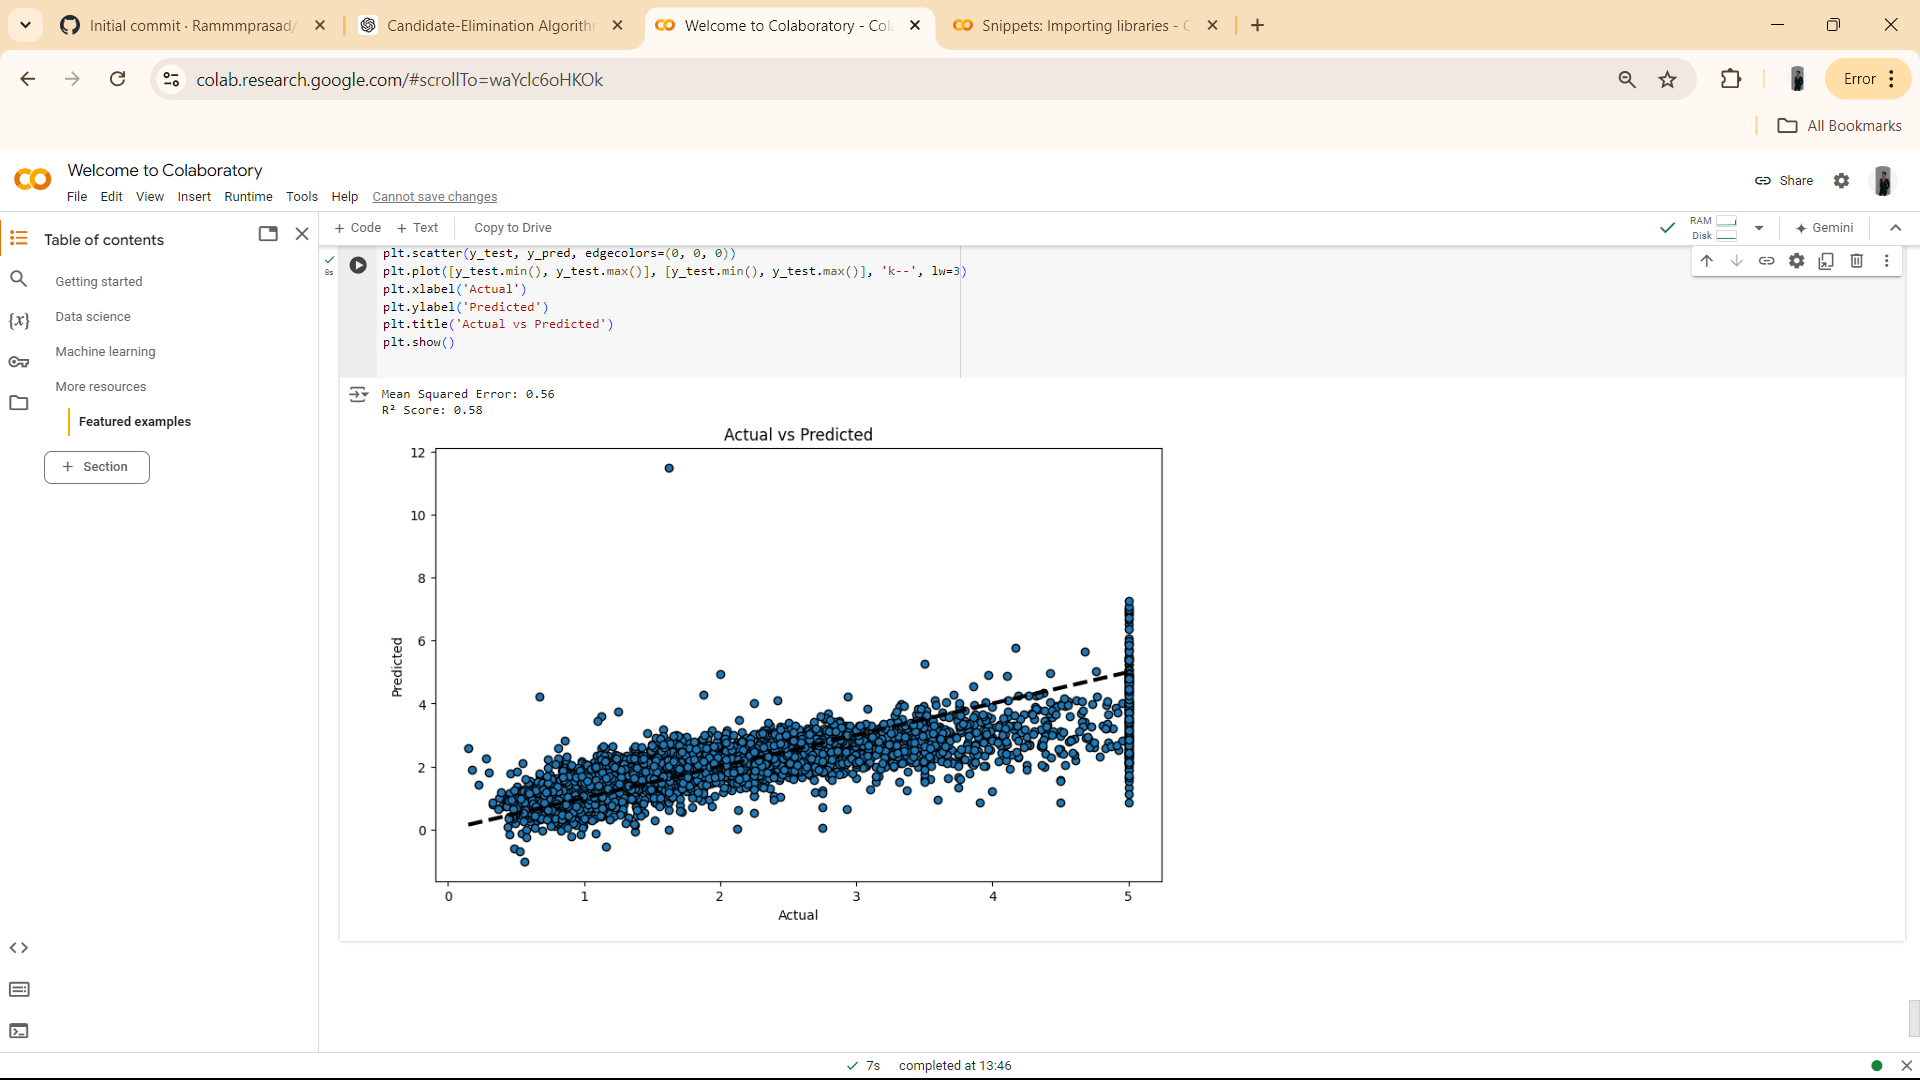 Initial commit · Rammmprasad/
Candidate-Elimination Algorith
Welcome to Colaboratory - Col
Snippets: Importing libraries - C
colab.research.google.com/#scrollTo=waYclc6oHKOk
Error
All Bookmarks
Welcome to Colaboratory
File Edit View Insert Runtime Tools Help Cannot save changes
Share
Table of contents
+ Code + Text Copy to Drive
RAM
Disk
Gemini
Getting started
Data science
Machine learning
More resources
Featured examples
+ Section
{x}
8s
plt.scatter(y_test, y_pred, edgecolors=(0, 0, 0))
plt.plot([y_test.min(), y_test.max()], [y_test.min(), y_test.max()], 'k--', lw=3)
plt.xlabel('Actual')
plt.ylabel('Predicted')
plt.title('Actual vs Predicted')
plt.show()
Mean Squared Error: 0.56
R² Score: 0.58
Actual vs Predicted
12
10
8
6
4
2
0
Predicted
0 1 2 3 4 5
Actual
7s completed at 13:46